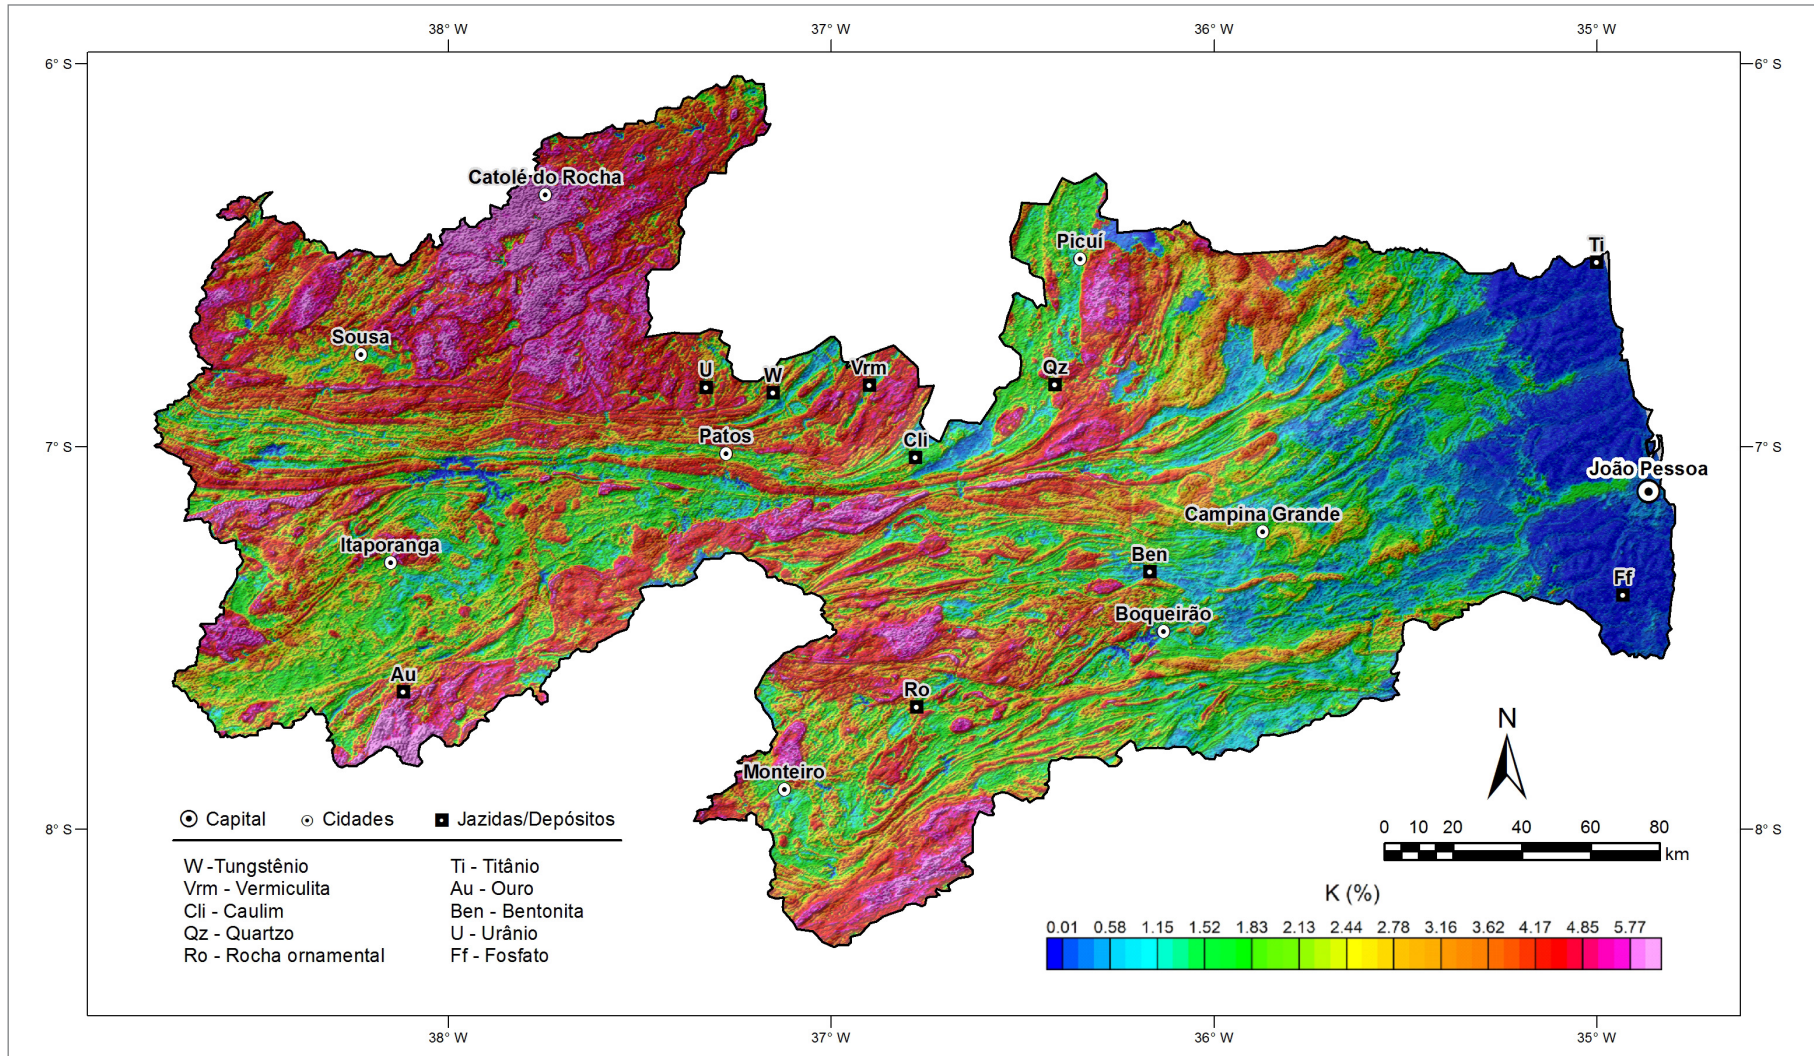 38° W 37° W 36° W 35° W
6° S 6° S
Catolé do Rocha
Picuí
Ti
Sousa
U W Vrm Qz
Patos
Cli
7° S 7° S
João Pessoa
Campina Grande
Itaporanga
Ben
Ff
Boqueirão
Au
Ro
N
Monteiro
Capital Cidades Jazidas/Depósitos
8° S 8° S
0 10 20 40 60 80
km
W -Tungstênio Ti - Titânio
Vrm - Vermiculita Au - Ouro
Cli - Caulim Ben - Bentonita
Qz - Quartzo U - Urânio
Ro - Rocha ornamental Ff - Fosfato
K (%)
0.01 0.58 1.15 1.52 1.83 2.13 2.44 2.78 3.16 3.62 4.17 4.85 5.77
38° W 37° W 36° W 35° W